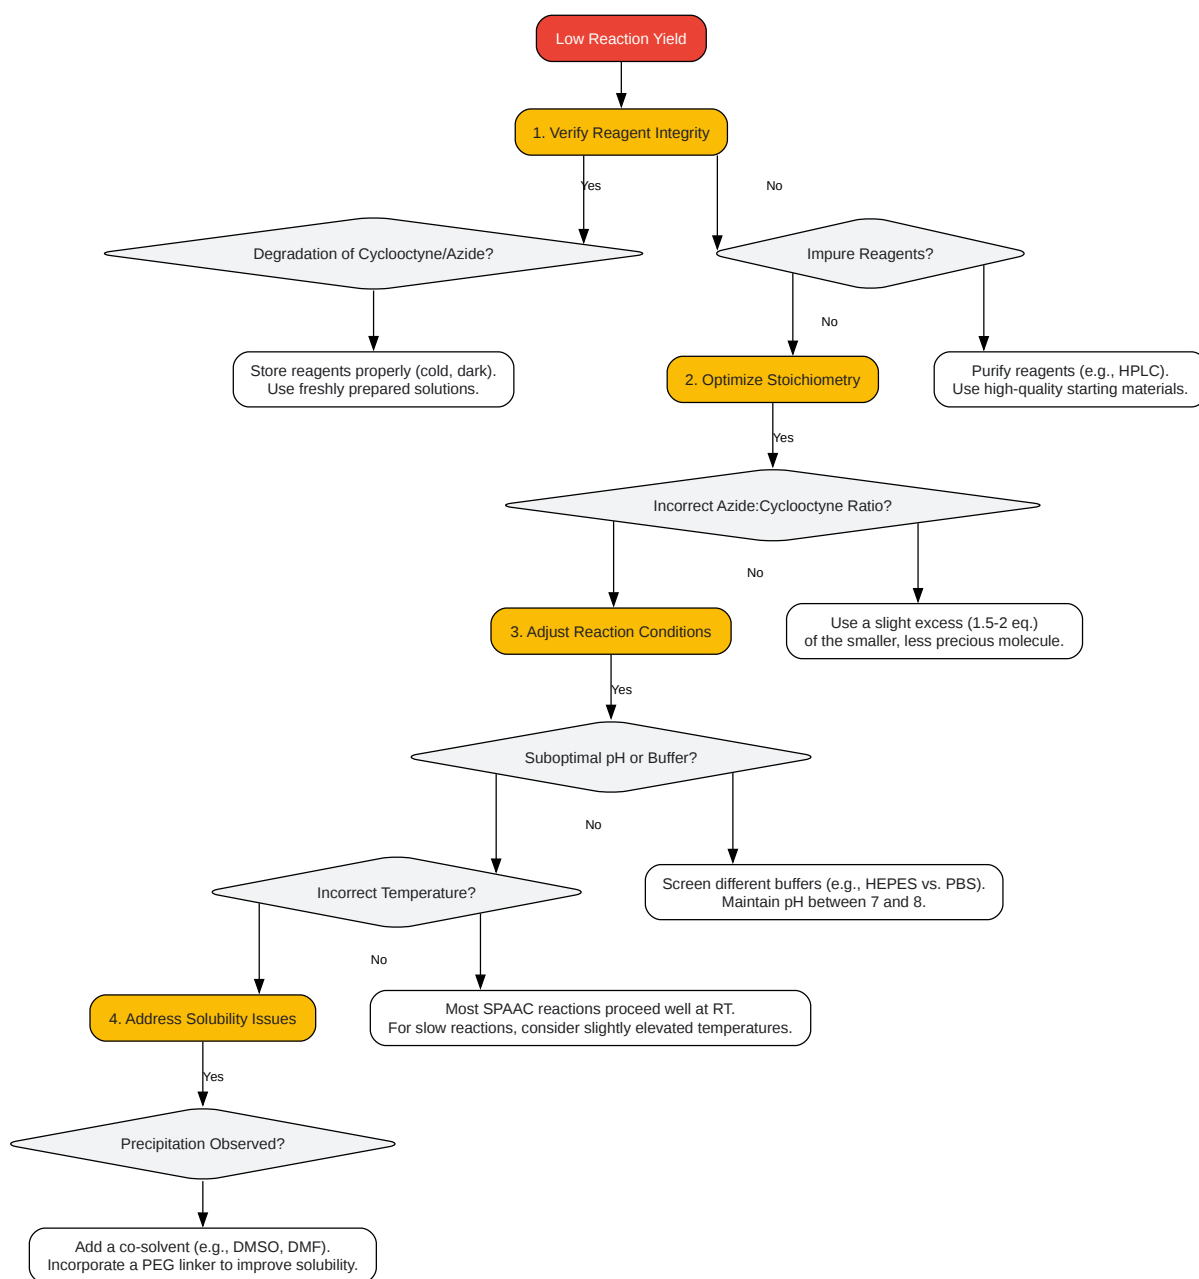 Low Reaction Yield
1. Verify Reagent Integrity
Yes
No
Degradation of Cyclooctyne/Azide?
Impure Reagents?
No
Store reagents properly (cold, dark).
Use freshly prepared solutions.
2. Optimize Stoichiometry
Purify reagents (e.g., HPLC).
Use high-quality starting materials.
Yes
Incorrect Azide:Cyclooctyne Ratio?
No
3. Adjust Reaction Conditions
Use a slight excess (1.5-2 eq.)
of the smaller, less precious molecule.
Yes
Suboptimal pH or Buffer?
No
Incorrect Temperature?
Screen different buffers (e.g., HEPES vs. PBS).
Maintain pH between 7 and 8.
No
4. Address Solubility Issues
Most SPAAC reactions proceed well at RT.
For slow reactions, consider slightly elevated temperatures.
Yes
Precipitation Observed?
Add a co-solvent (e.g., DMSO, DMF).
Incorporate a PEG linker to improve solubility.